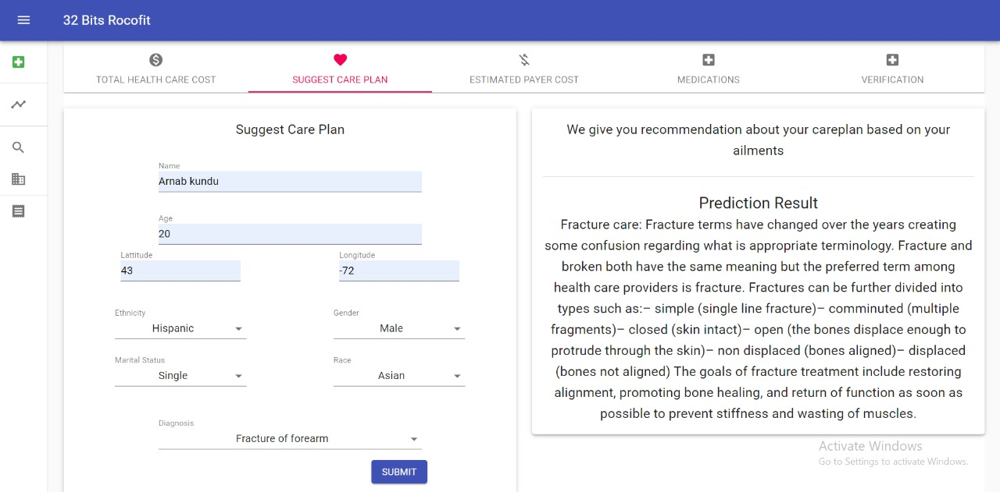 32 Bits Rocofit
TOTAL HEALTH CARE COST
SUGGEST CARE PLAN
ESTIMATED PAYER COST
MEDICATIONS
VERIFICATION
Suggest Care Plan
Name
Arnab kundu
Age
20
Lattitude
Longitude
43
-72
Ethnicity
Gender
Hispanic
Male
Marital Status
Race
Single
Asian
Diagnosis
Fracture of forearm
SUBMIT
We give you recommendation about your careplan based on your
ailments
Prediction Result
Fracture care: Fracture terms have changed over the years creating
some confusion regarding what is appropriate terminology. Fracture and
broken both have the same meaning but the preferred term among
health care providers is fracture. Fractures can be further divided into
types such as:– simple (single line fracture)– comminuted (multiple
fragments)– closed (skin intact)– open (the bones displace enough to
protrude through the skin)– non displaced (bones aligned)– displaced
(bones not aligned) The goals of fracture treatment include restoring
alignment, promoting bone healing, and return of function as soon as
possible to prevent stiffness and wasting of muscles.
Activate Windows
Go to Settings to activate Windows.